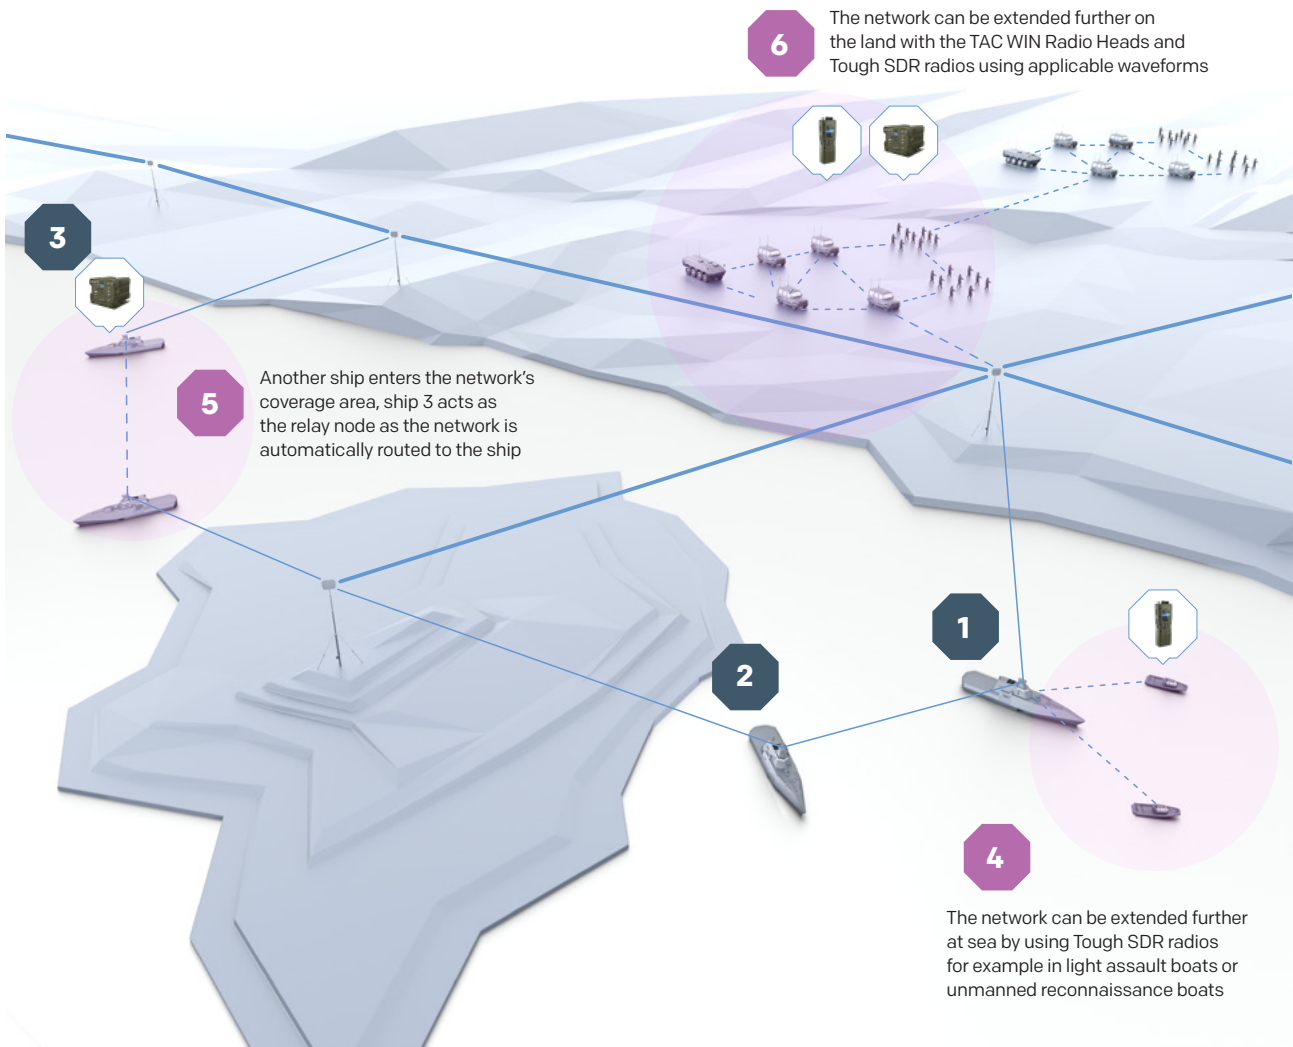 6
The network can be extended further on
the land with the TAC WIN Radio Heads and
Tough SDR radios using applicable waveforms
3
5
Another ship enters the network's
coverage area, ship 3 acts as
the relay node as the network is
automatically routed to the ship
1
2
4
The network can be extended further
at sea by using Tough SDR radios
for example in light assault boats or
unmanned reconnaissance boats